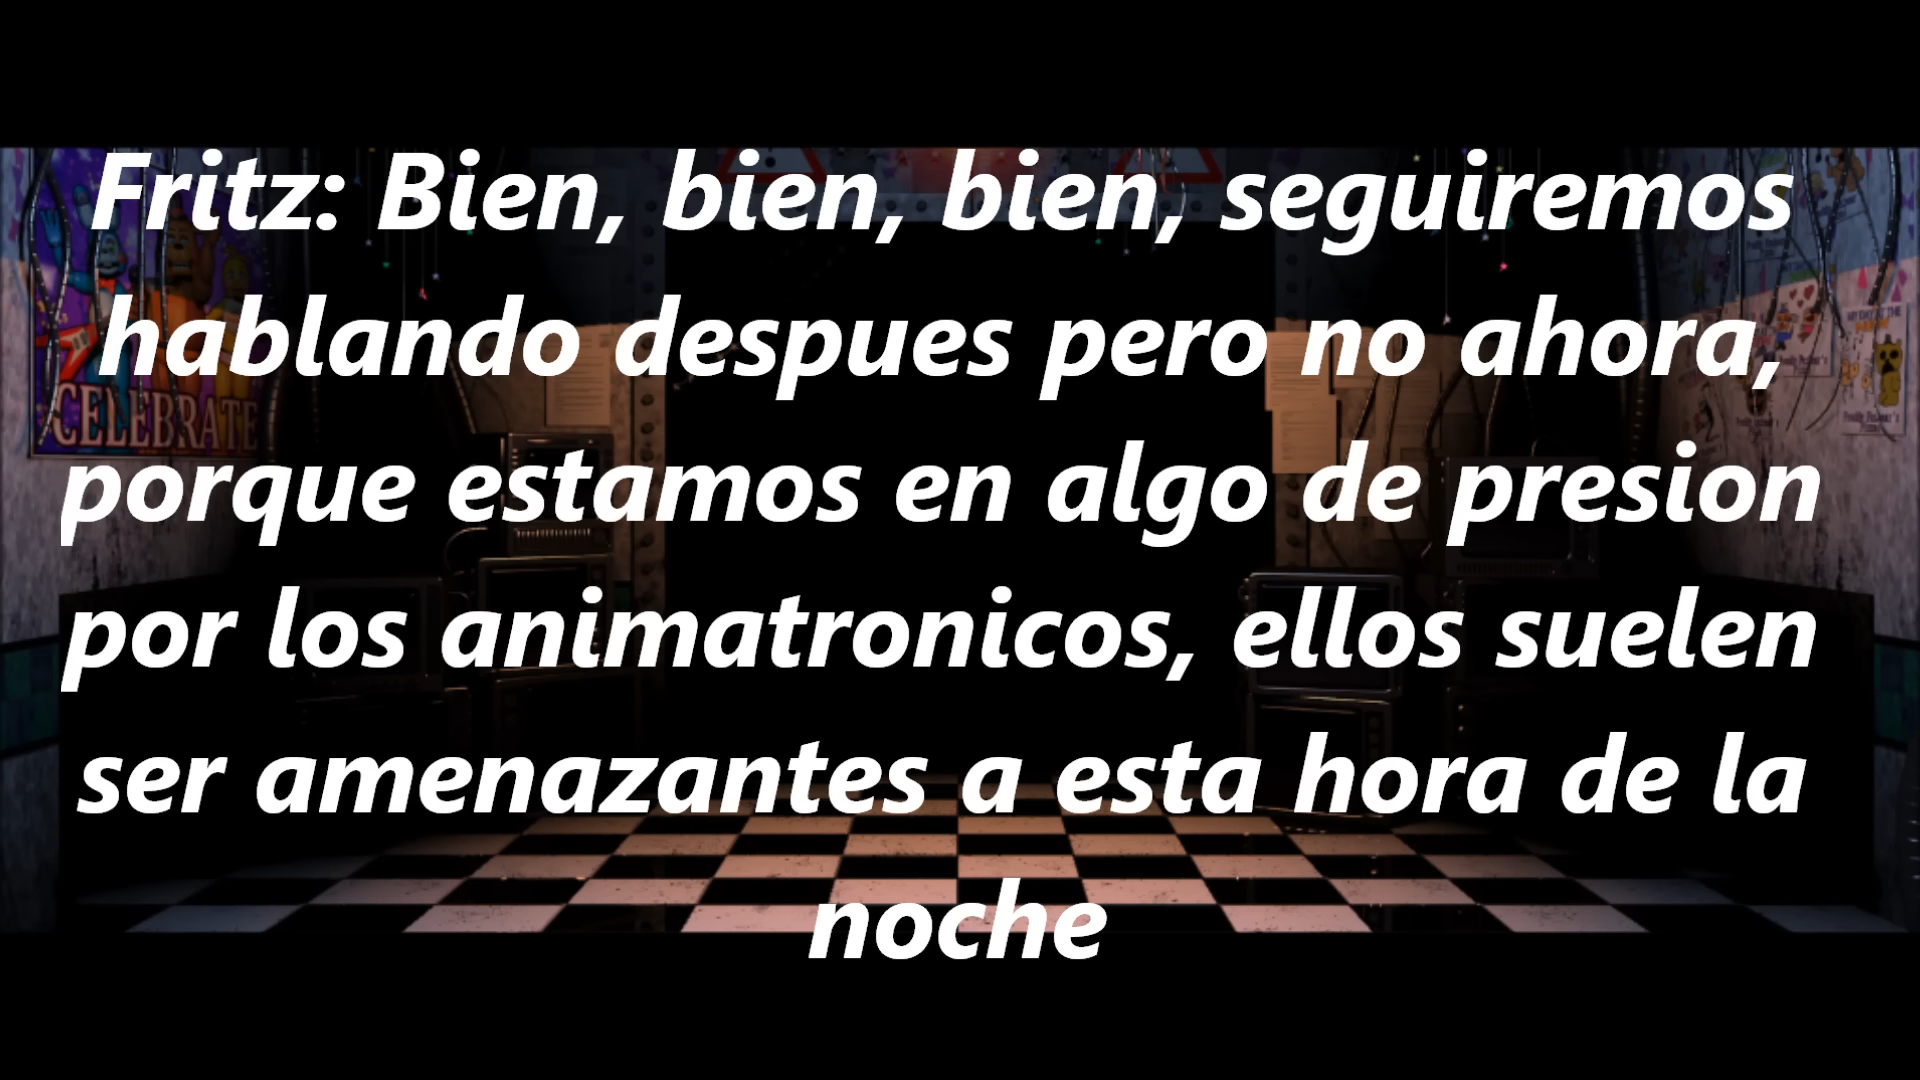 Fritz: Bien, bien, bien, seguiremos
hablando despues pero no ahora,
porque estamos en algo de presion
por los animatronicos, ellos suelen
ser amenazantes a esta hora de la
noche
CELEBRATE